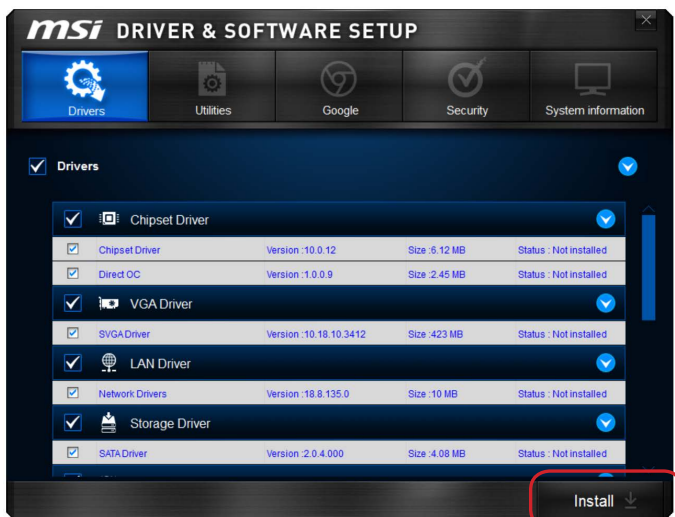 msi DRIVER & SOFTWARE SETUP
Drivers Utilities Google Security System information
Drivers
Chipset Driver
Chipset Driver Version :10.0.12 Size :6.12 MB Status : Not installed
Direct OC Version :1.0.0.9 Size :2.45 MB Status : Not installed
VGA Driver
SVGADriver Version :10.18.10.3412 Size :423 MB Status : Not installed
LAN Driver
Network Drivers Version :18.8.135.0 Size :10 MB Status : Not installed
Storage Driver
SATADriver Version :2.0.4.000 Size :4.08 MB Status : Not installed
Install